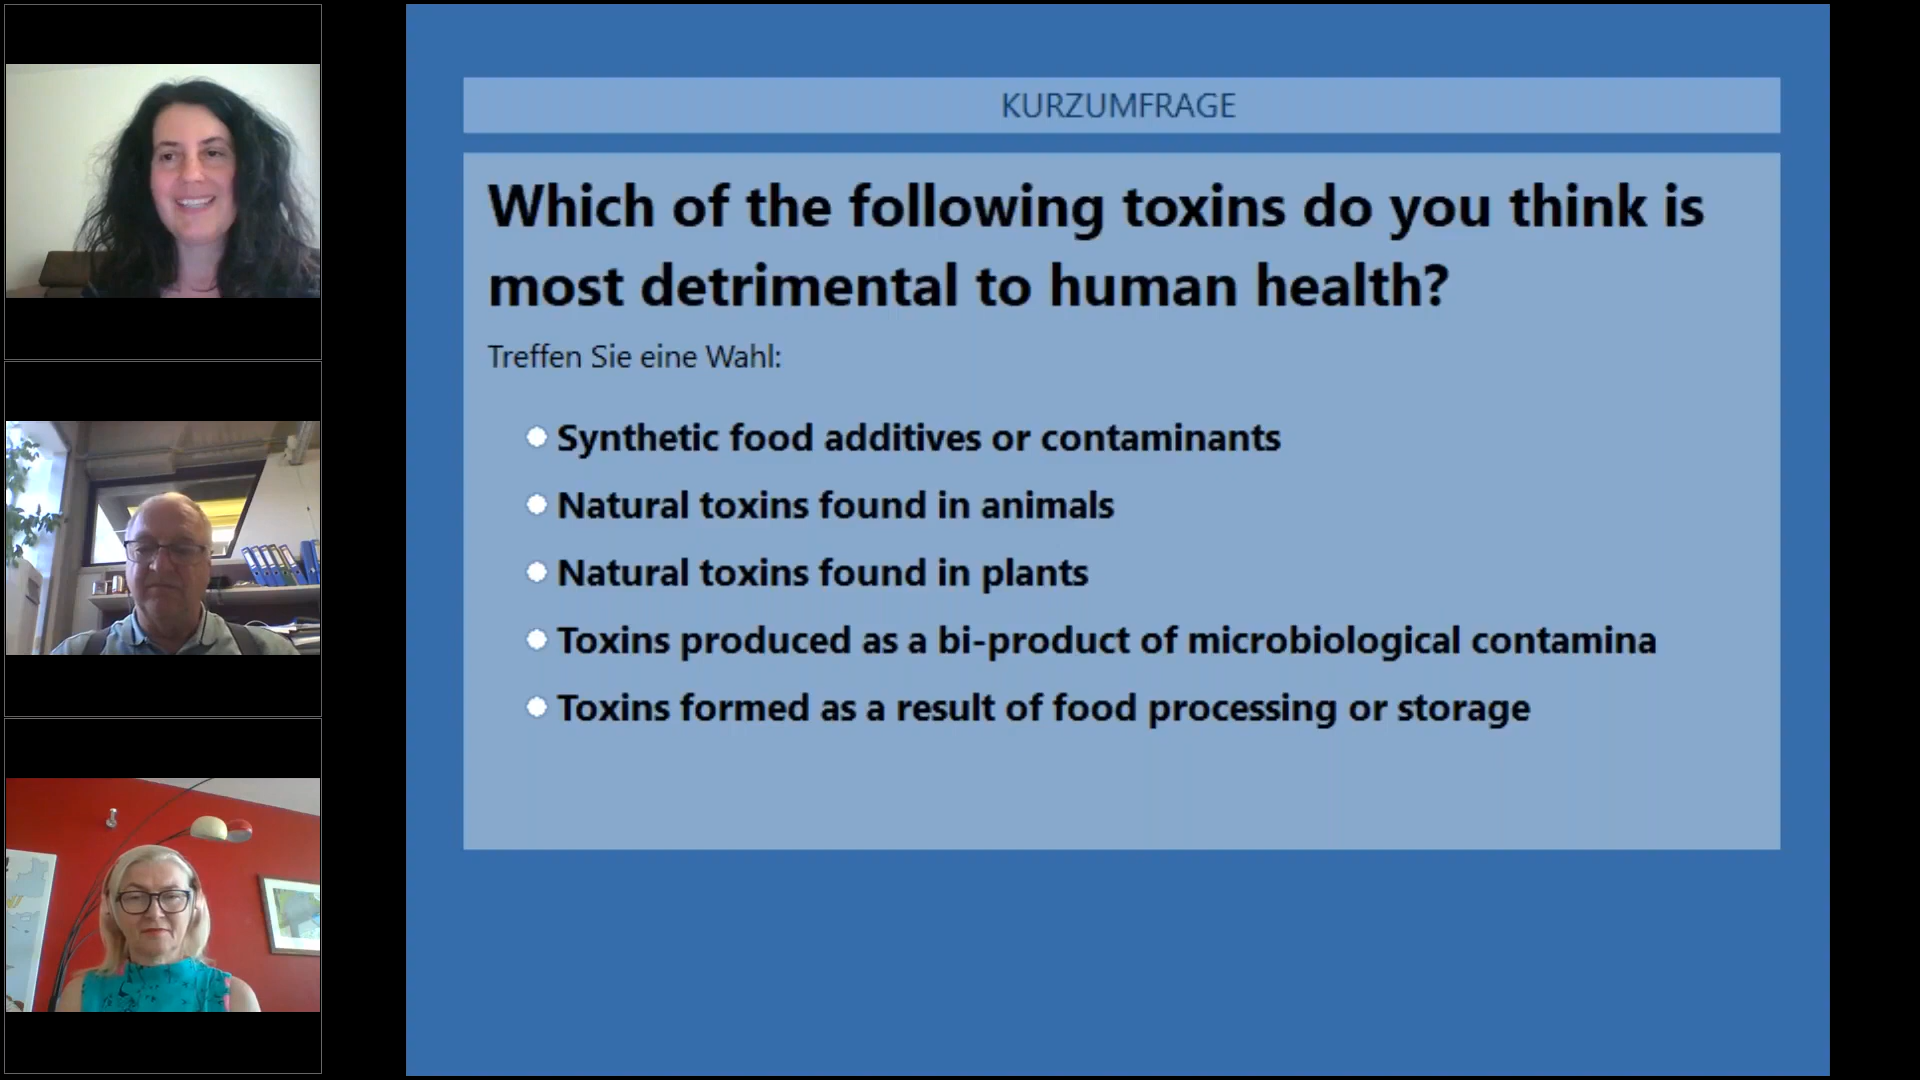 KURZUMFRAGE
Which of the following toxins do you think is
most detrimental to human health?
Treffen Sie eine Wahl:
Synthetic food additives or contaminants
Natural toxins found in animals
Natural toxins found in plants
Toxins produced as a bi-product of microbiological contamina
Toxins formed as a result of food processing or storage